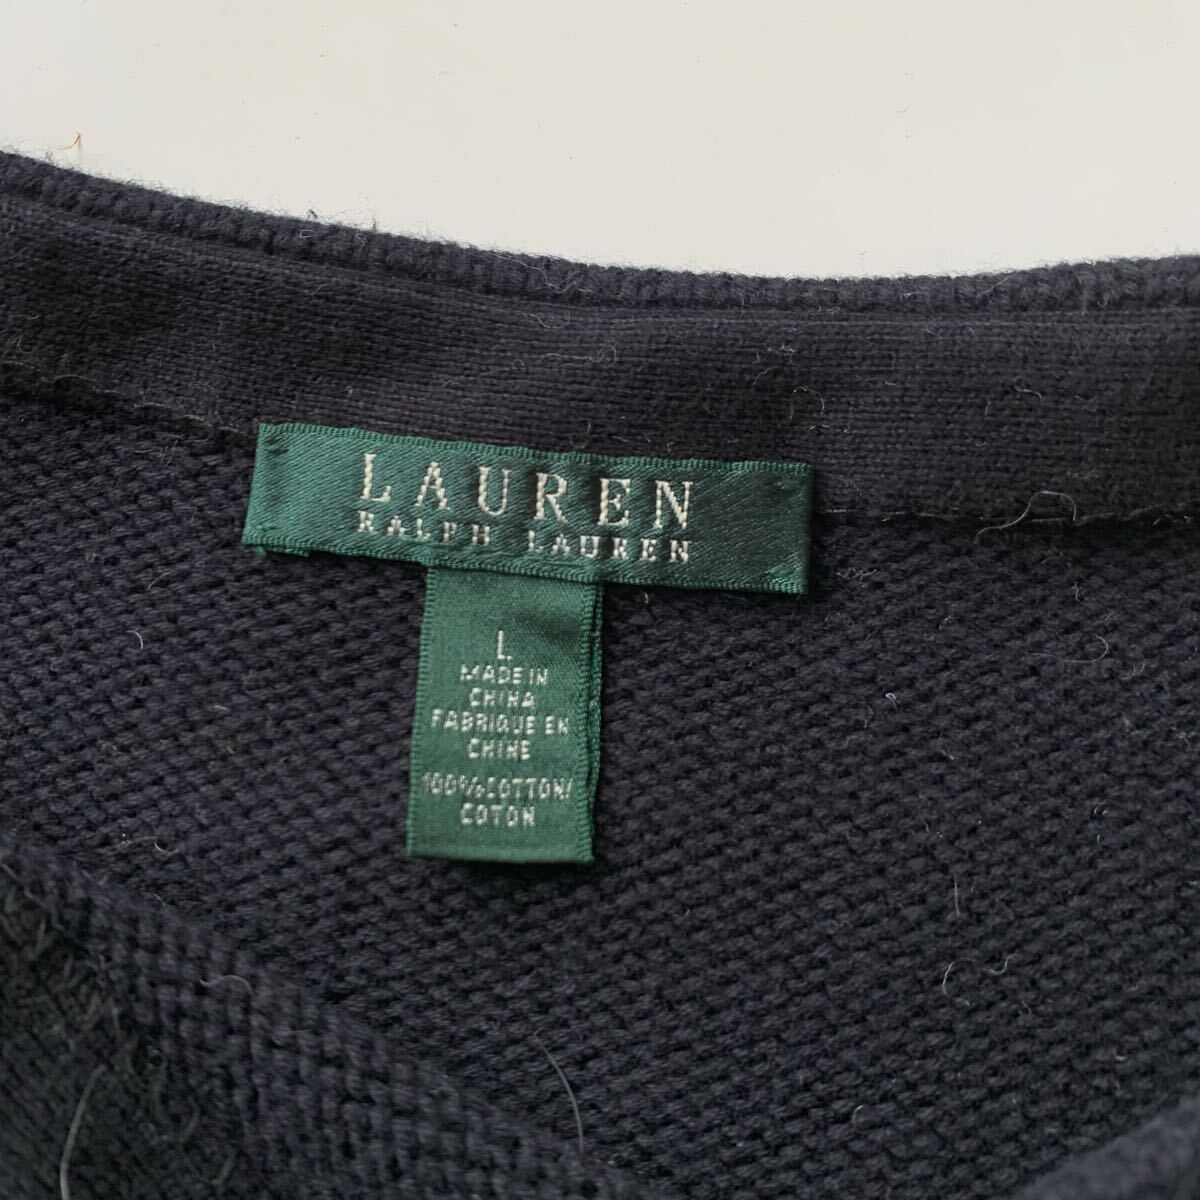 LAUREN
RALPH LAUREN
L
MADE IN
CHINA
FABRIQUE EN
CHINE
100% COTTON/
COTON